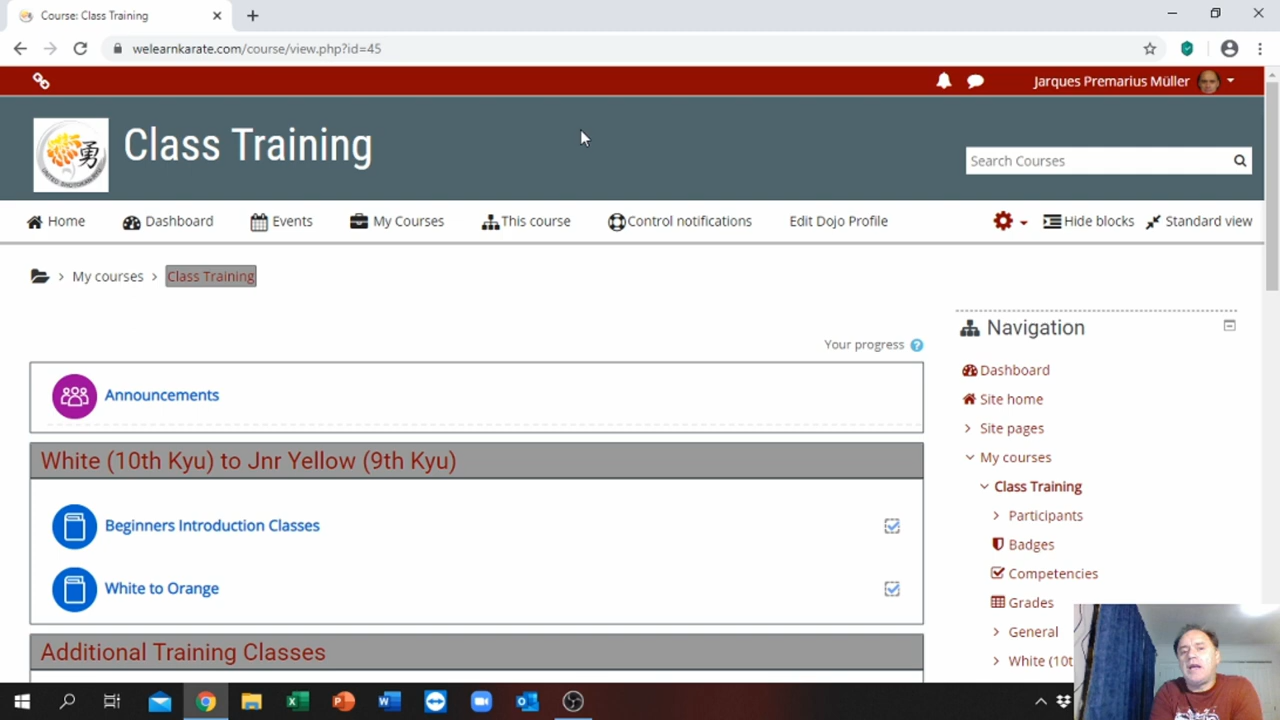 Course: Class Training
welearnkarate.com/course/view.php?id=45
Jarques Premarius Müller
勇
Class Training
Search Courses
Home Dashboard Events My Courses This course Control notifications Edit Dojo Profile Hide blocks Standard view
> My courses > Class Training
Your progress
Announcements
White (10th Kyu) to Jnr Yellow (9th Kyu)
Beginners Introduction Classes
White to Orange
Additional Training Classes
Navigation
Dashboard
Site home
Site pages
My courses
Class Training
Participants
Badges
Competencies
Grades
General
White (10t